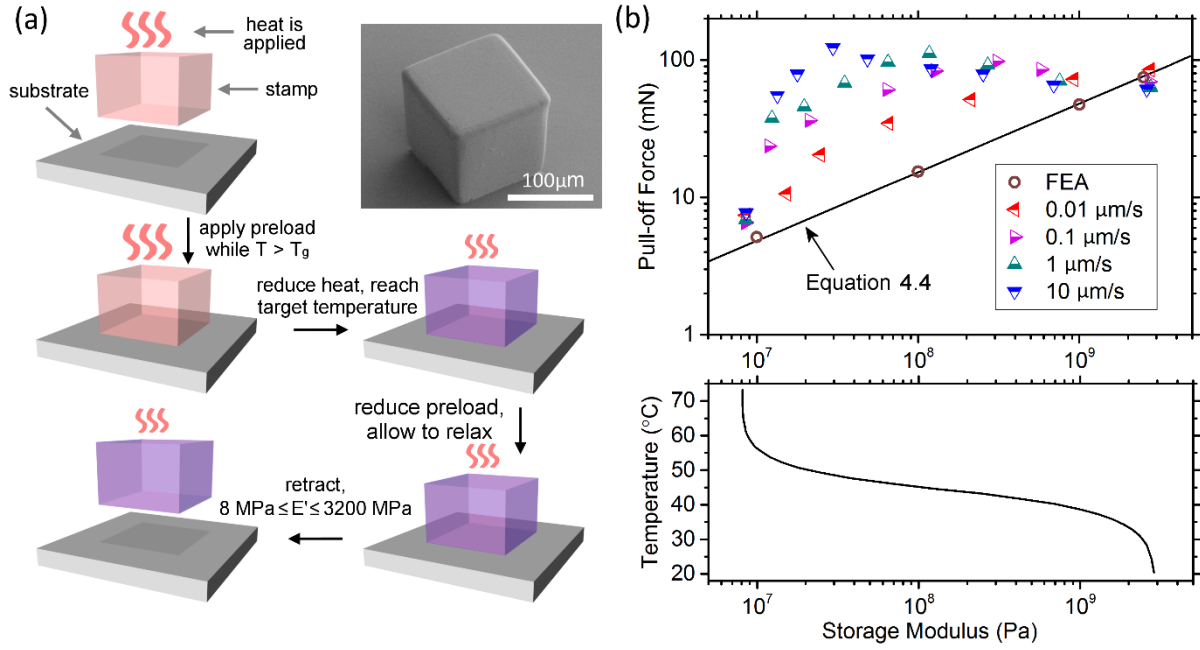 (a)
heat is
applied
substrate
stamp
100μm
apply preload
while T > Tg
reduce heat, reach
target temperature
reduce preload,
allow to relax
retract,
8 MPa ≤ E' ≤ 3200 MPa
(b)
Pull-off Force (mN)
100
10
1
FEA
0.01 μm/s
0.1 μm/s
1 μm/s
10 μm/s
Equation 4.4
10⁷
10⁸
10⁹
Temperature (°C)
70
60
50
40
30
20
10⁷
10⁸
10⁹
Storage Modulus (Pa)